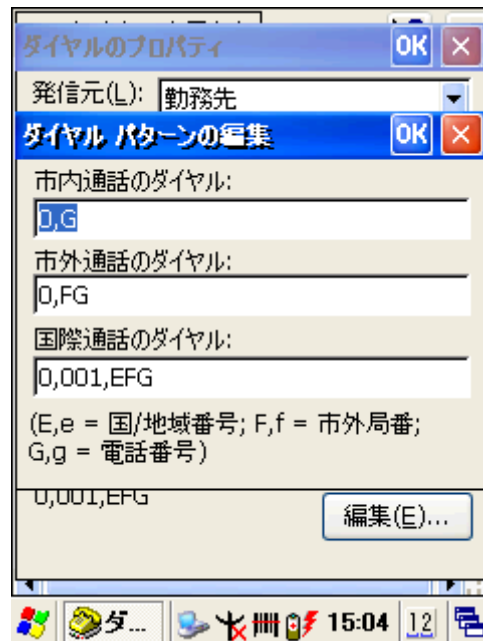 ダイヤルのプロパティ
OK
発信元(L): 勤務先
ダイヤル パターンの編集
OK
市内通話のダイヤル:
0,G
市外通話のダイヤル:
0,FG
国際通話のダイヤル:
0,001,EFG
(E,e = 国/地域番号; F,f = 市外局番;
G,g = 電話番号)
0,001,EFG
編集(E)...
ダ...
15:04
12